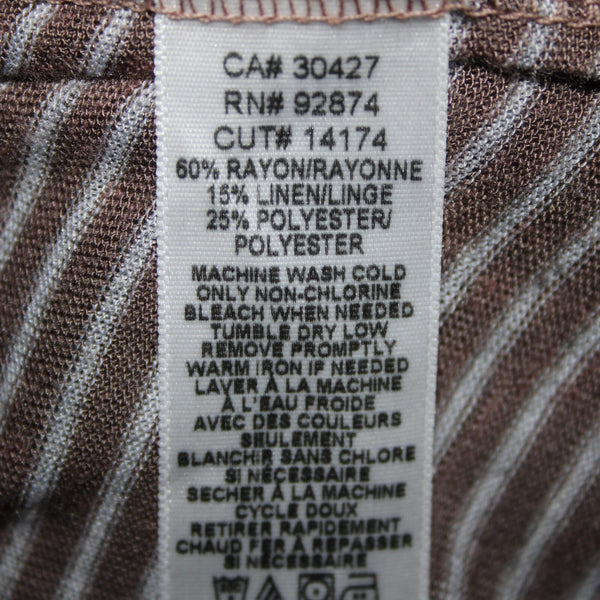 CA# 30427
RN# 92874
CUT# 14174
60% RAYON/RAYONNE
15% LINEN/LINGE
25% POLYESTER/
POLYESTER
MACHINE WASH COLD
ONLY NON-CHLORINE
BLEACH WHEN NEEDED
TUMBLE DRY LOW
REMOVE PROMPTLY
WARM IRON IF NEEDED
LAVER À LA MACHINE
À L'EAU FROIDE
AVEC DES COULEURS
SEULEMENT
BLANCHIR SANS CHLORE
SI NÉCESSAIRE
SÉCHER À LA MACHINE
CYCLE DOUX
RETIRER RAPIDEMENT
CHAUD FER À REPASSER
SI NÉCESSAIRE